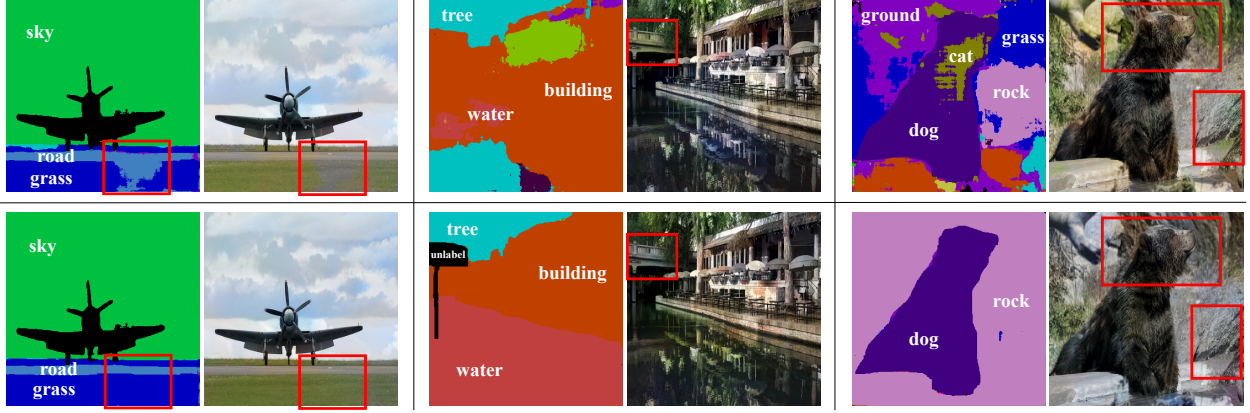 sky
road
grass
tree
building
water
ground
grass
cat
rock
dog
sky
road
grass
tree
unlabel
building
water
rock
dog